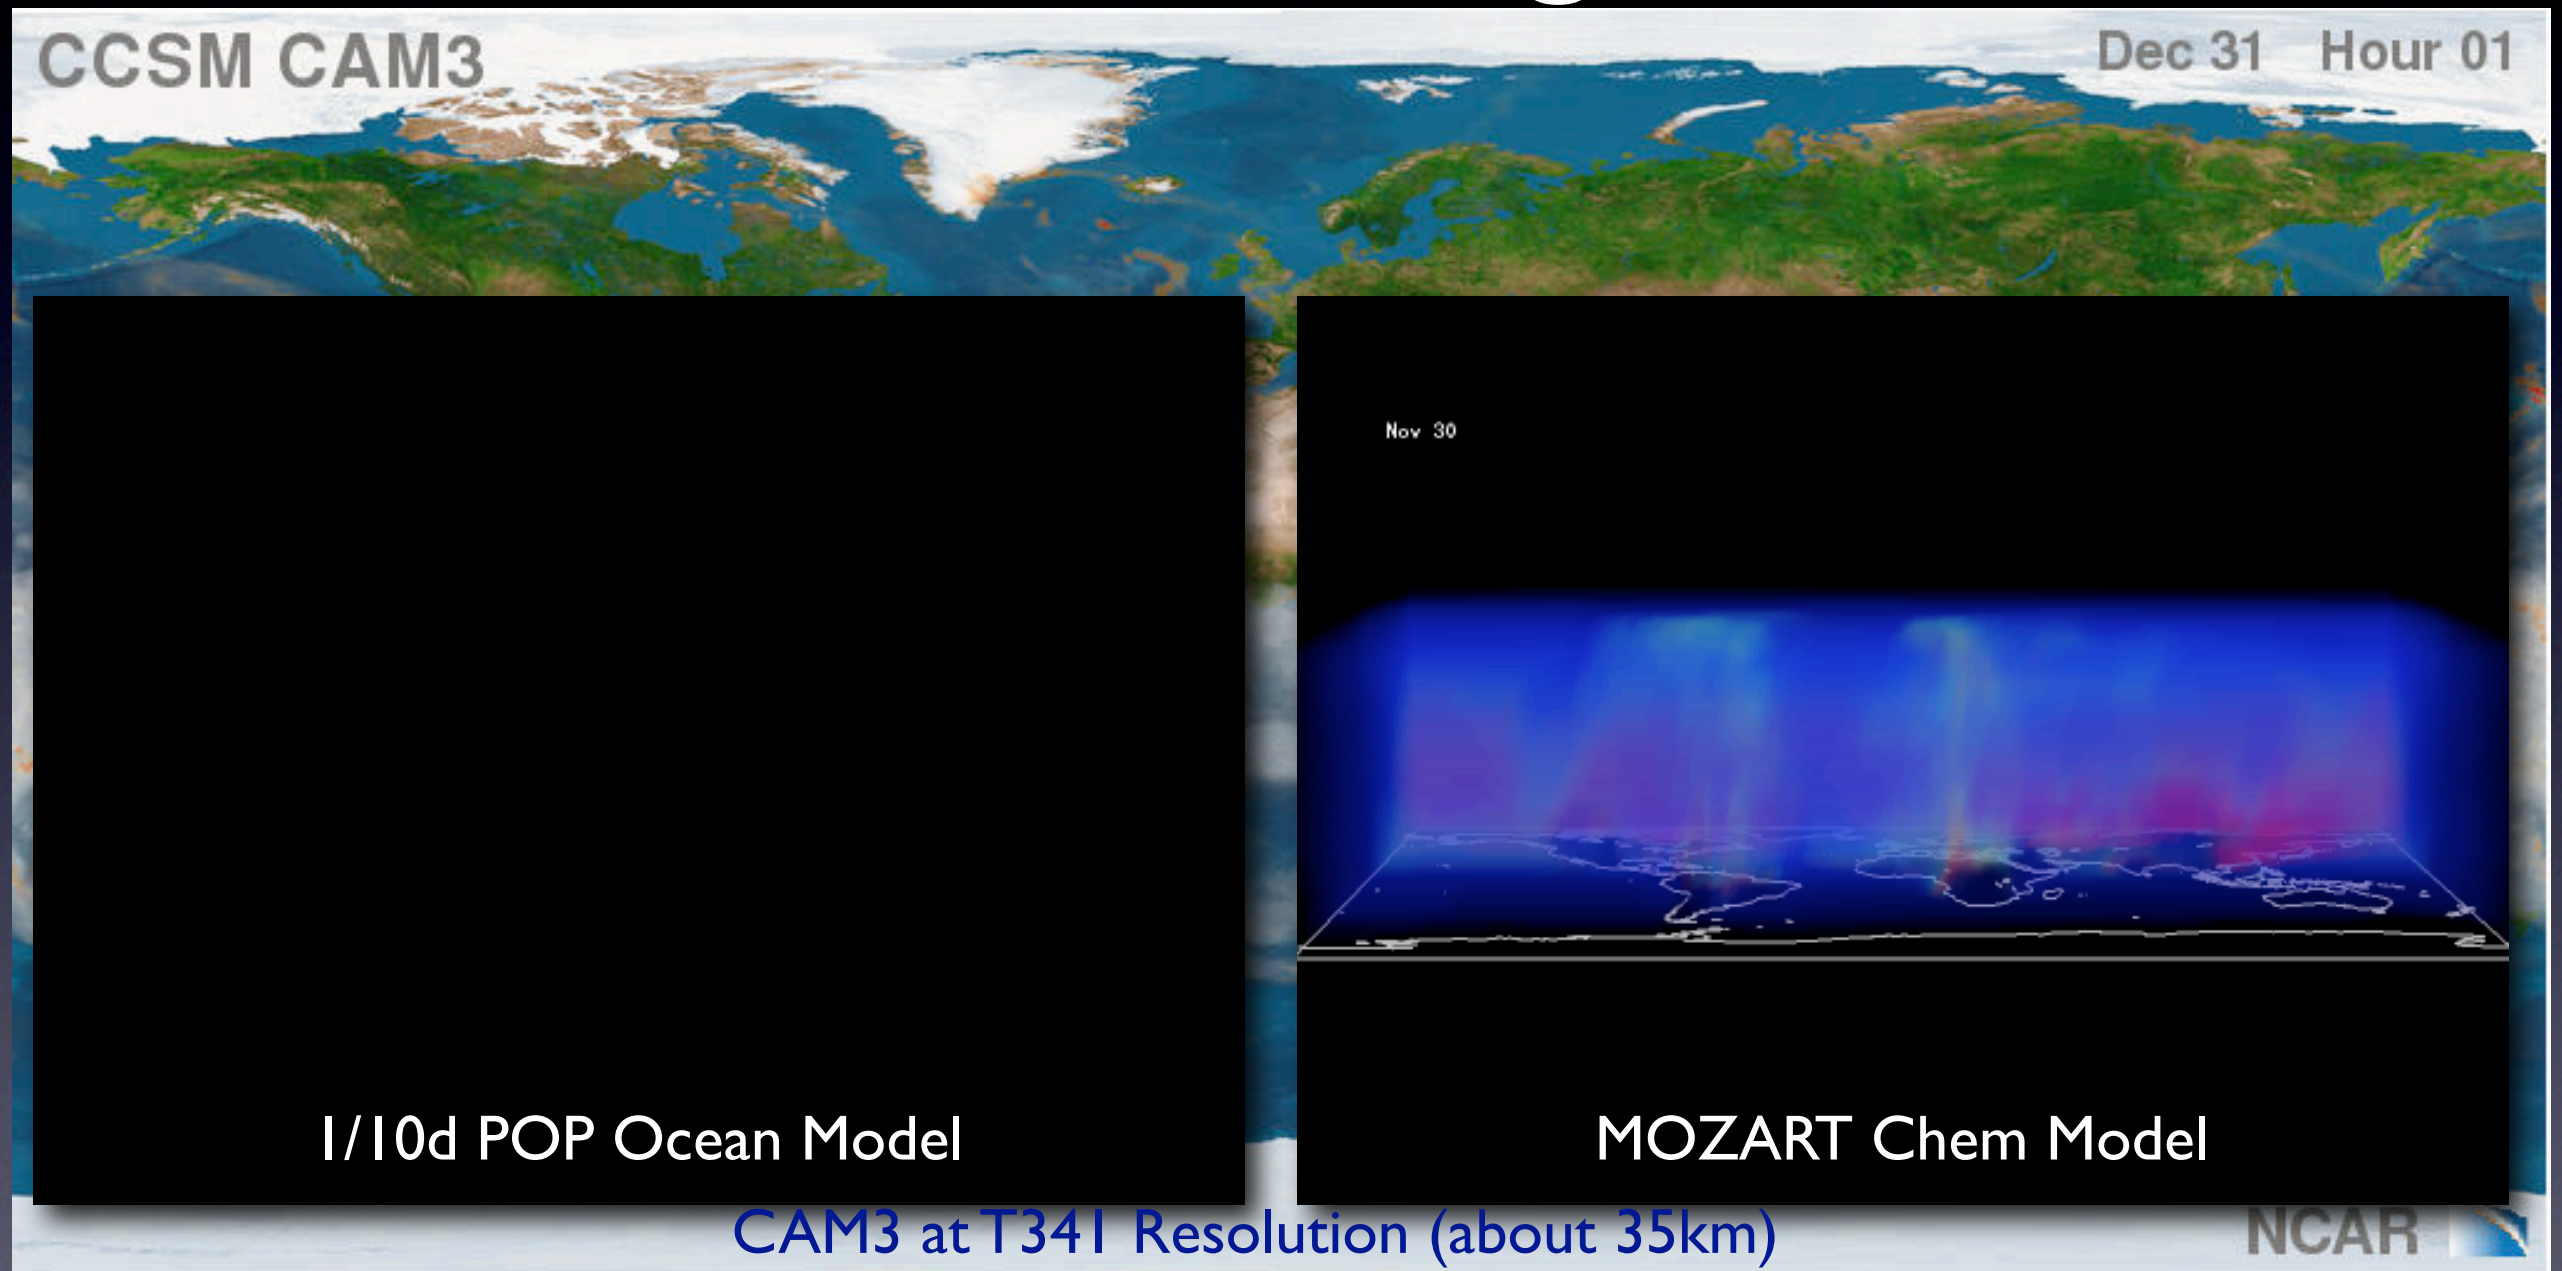 CCSM CAM3
Dec 31 Hour 01
Nov 30
1/10d POP Ocean Model
MOZART Chem Model
CAM3 at T341 Resolution (about 35km)
NCAR